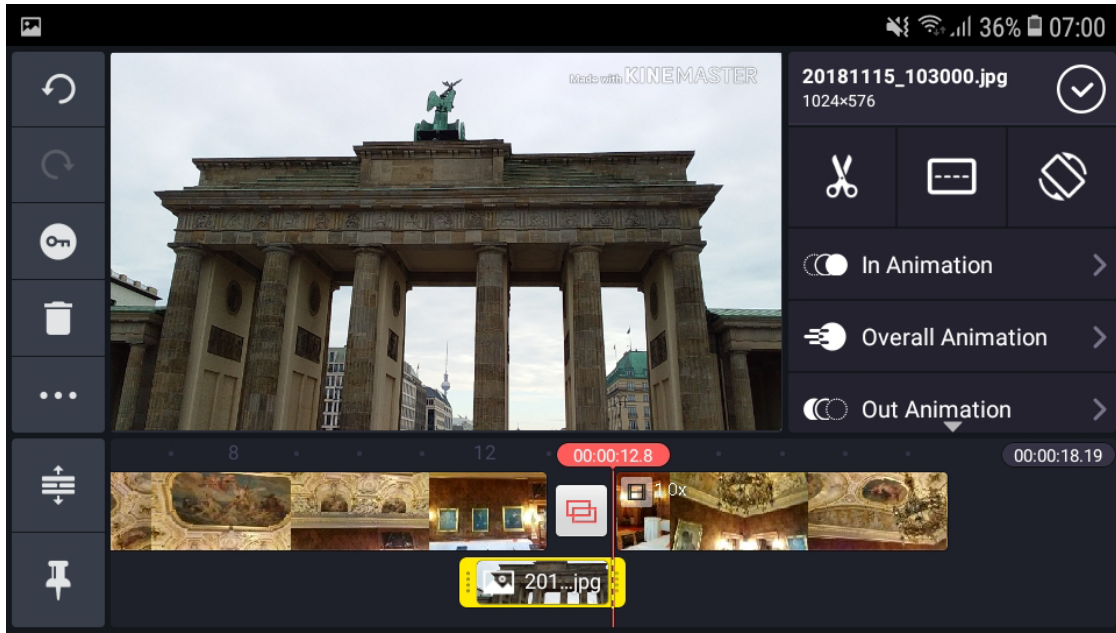 36% 07:00
Made with KINEMASTER
20181115_103000.jpg
1024×576
In Animation
Overall Animation
Out Animation
8
12
00:00:12.8
00:00:18.19
1.0x
201...jpg